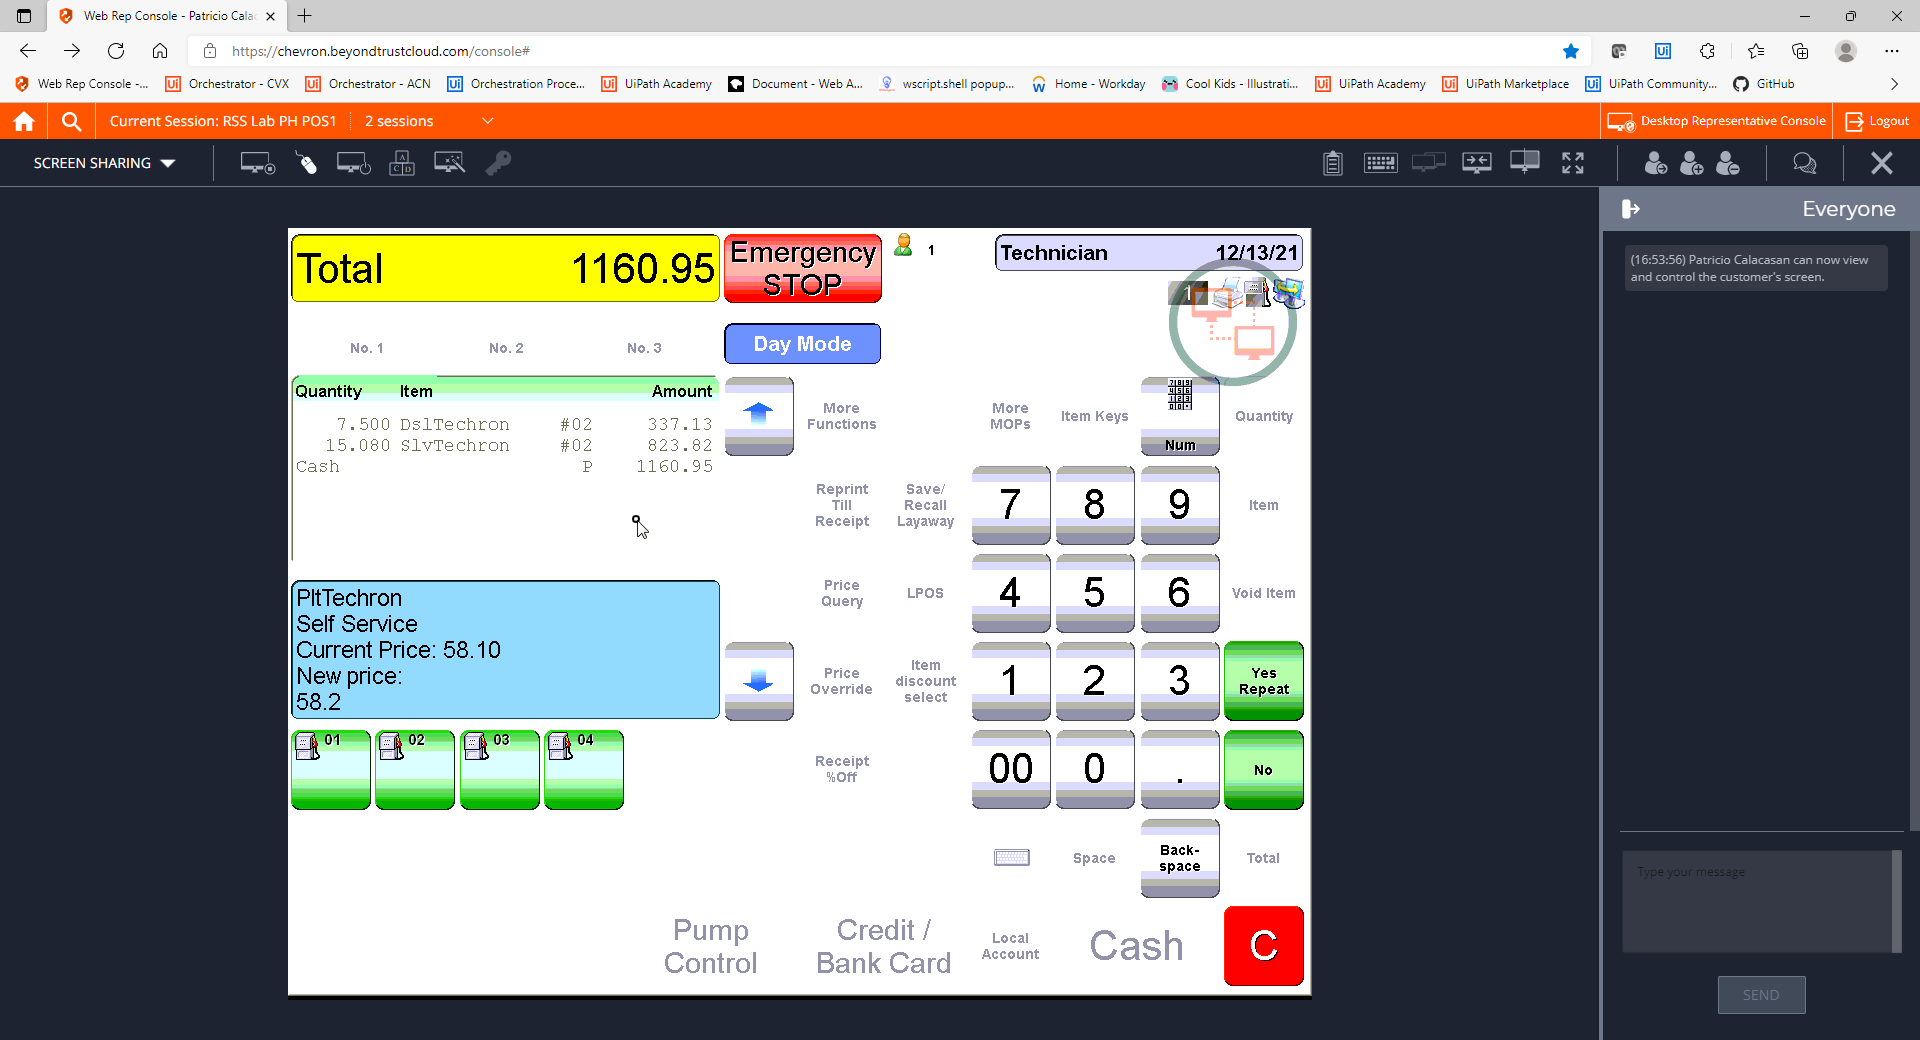 Web Rep Console - Patricio Cala
https://chevron.beyondtrustcloud.com/console#
Web Rep Console -...
Orchestrator - CVX
Orchestrator - ACN
Orchestration Proce...
UiPath Academy
Document - Web A...
wscript.shell popup...
Home - Workday
Cool Kids - Illustrati...
UiPath Academy
UiPath Marketplace
UiPath Community...
GitHub
Current Session: RSS Lab PH POS1
2 sessions
Desktop Representative Console
Logout
SCREEN SHARING
Everyone
(16:53:56) Patricio Calacasan can now view
and control the customer's screen.
Total 1160.95
Emergency
STOP
1
Technician 12/13/21
1
No. 1 No. 2 No. 3
Day Mode
Quantity Item Amount
7.500 DslTechron #02 337.13
15.080 SlvTechron #02 823.82
Cash P 1160.95
More
Functions
More
MOPs
Item Keys
Num
Quantity
Reprint
Till
Receipt
Save/
Recall
Layaway
7
8
9
Item
Price
Query
LPOS
4
5
6
Void Item
PltTechron
Self Service
Current Price: 58.10
New price:
58.2
Price
Override
Item
discount
select
1
2
3
Yes
Repeat
01
02
03
04
Receipt
%Off
00
0
.
No
Space
Back-
space
Total
Pump
Control
Credit /
Bank Card
Local
Account
Cash
C
Type your message
SEND